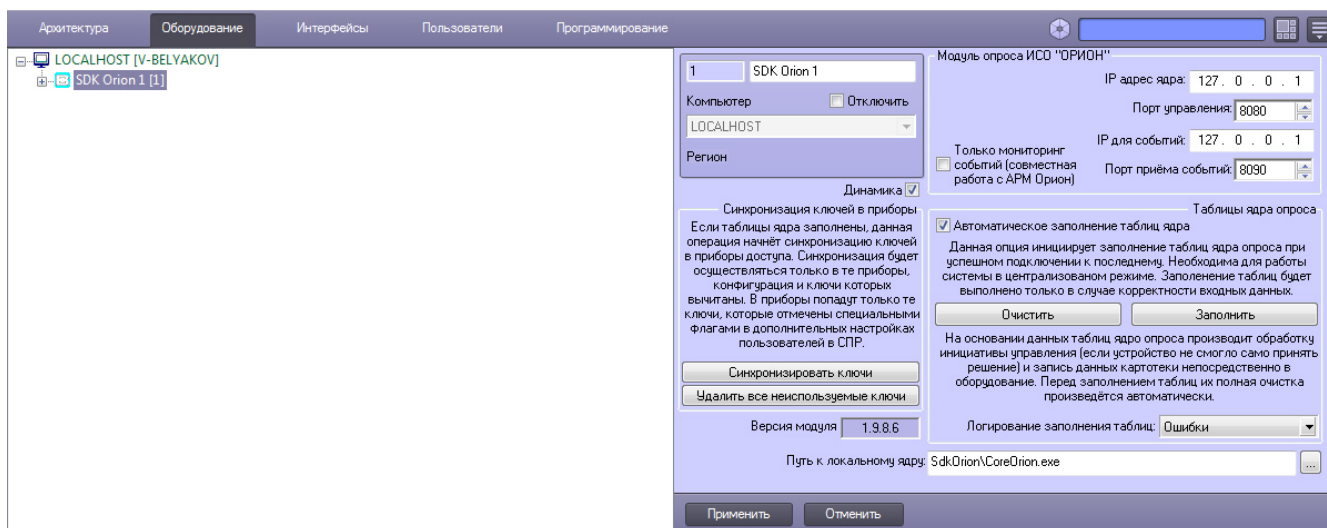 Архитектура Оборудование Интерфейсы Пользователи Программирование
LOCALHOST [V-BELYAKOV]
SDK Orion 1 [1]
1 SDK Orion 1
Компьютер Отключить
LOCALHOST
Регион
Динамика
Синхронизация ключей в приборы
Если таблицы ядра заполнены, данная
операция начнёт синхронизацию ключей
в приборы доступа. Синхронизация будет
осуществляться только в те приборы,
конфигурация и ключи которых
вычитаны. В приборы попадут только те
ключи, которые отмечены специальными
флагами в дополнительных настройках
пользователей в СПР.
Синхронизировать ключи
Удалить все неиспользуемые ключи
Версия модуля 1.9.8.6
Модуль опроса ИСО "ОРИОН"
IP адрес ядра: 127 . 0 . 0 . 1
Порт управления: 8080
IP для событий: 127 . 0 . 0 . 1
Только мониторинг
событий (совместная
работа с АРМ Орион)
Порт приёма событий: 8090
Таблицы ядра опроса
Автоматическое заполнение таблиц ядра
Данная опция инициирует заполнение таблиц ядра опроса при
успешном подключении к последнему. Необходима для работы
системы в централизованом режиме. Заполенение таблиц будет
выполнено только в случае корректности входных данных.
Очистить Заполнить
На основании данных таблиц ядро опроса производит обработку
инициативы управления (если устройство не смогло само принять
решение) и запись данных картотеки непосредственно в
оборудование. Перед заполнением таблиц их полная очистка
произведётся автоматически.
Логирование заполнения таблиц: Ошибки
Путь к локальному ядру: SdkOrion\CoreOrion.exe ...
Применить Отменить